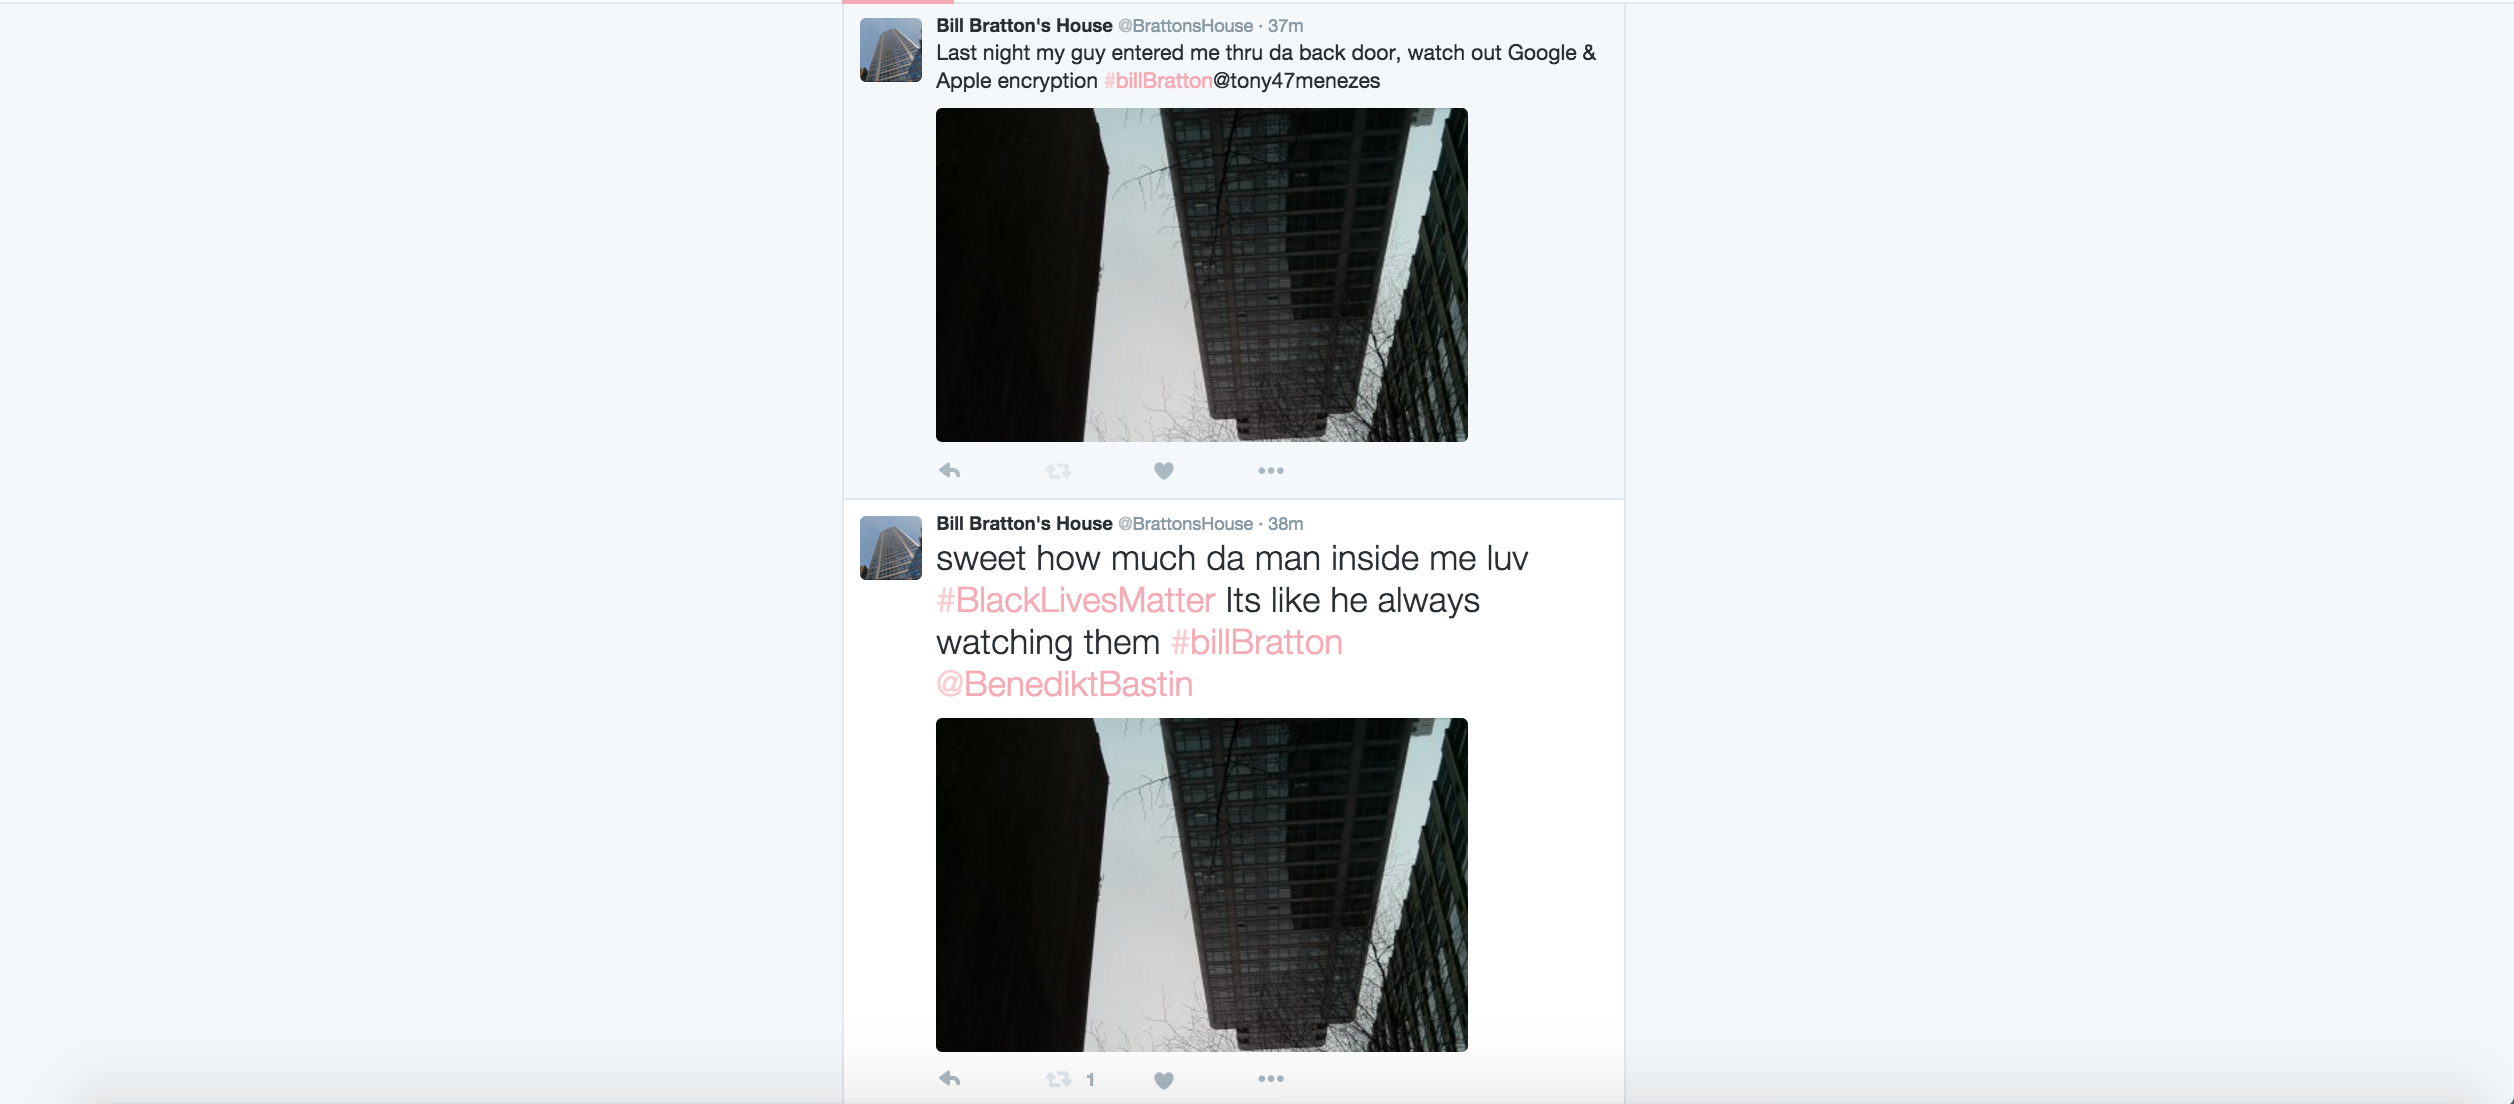 Bill Bratton's House @BrattonsHouse · 37m
Last night my guy entered me thru da back door, watch out Google &
Apple encryption #billBratton@tony47menezes
Bill Bratton's House @BrattonsHouse · 38m
sweet how much da man inside me luv
#BlackLivesMatter Its like he always
watching them #billBratton
@BenediktBastin
1